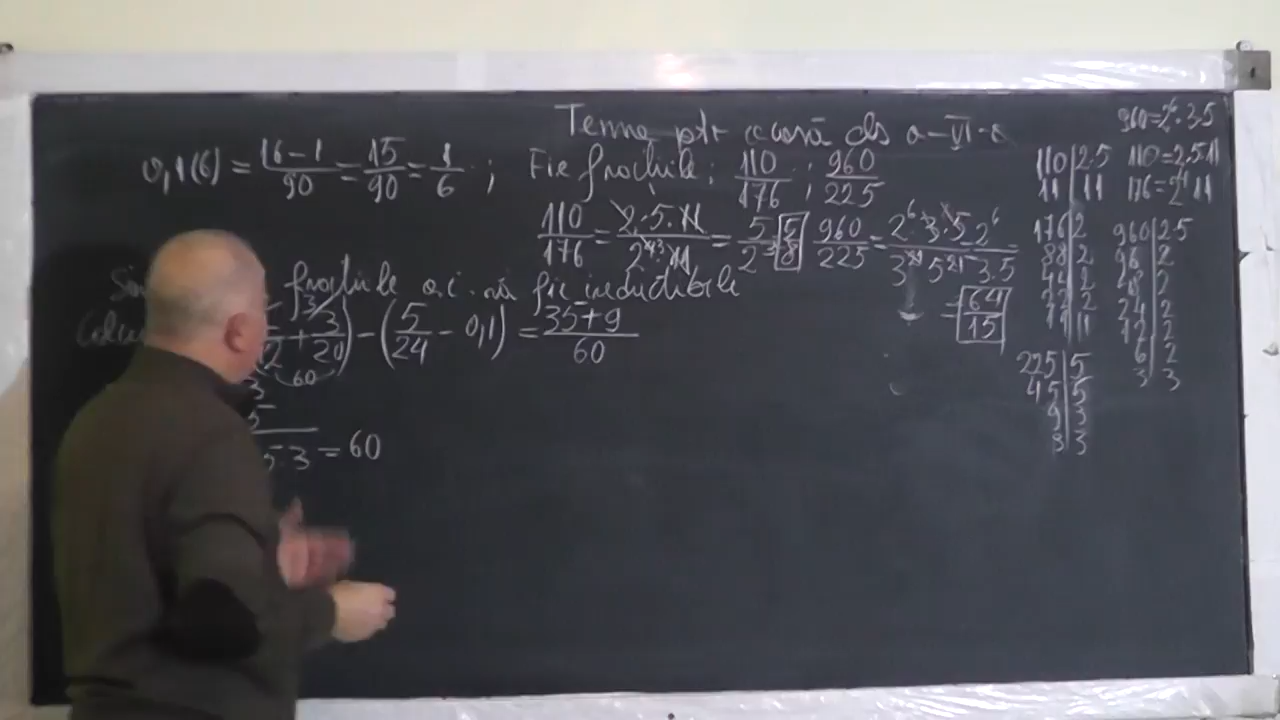 Tema ptr acasă cls a-VI-a
0,1(6) = 16-1/90 = 15/90 = 1/6 ; Fie fracțiile: 110/176 ; 960/225
110/176 = 2·5·11/2⁴·11 = 5/2³ 5/8 960/225 = 2⁶·3·5/3²·5² = 2⁶/3·5
= 64/15
fracțiile a.î. să fie ireductibile
+ 3/20) - (5/24 - 0,1) = 35+9/60
60
5·3 = 60
960=2⁶·3·5
110=2·5·11
176=2⁴·11
110 | 2·5
11 | 11
176 | 2
88 | 2
44 | 2
22 | 2
11 | 11
960 | 2·5
96 | 2
48 | 2
24 | 2
12 | 2
6 | 2
3 | 3
225 | 5
45 | 5
9 | 3
3 | 3